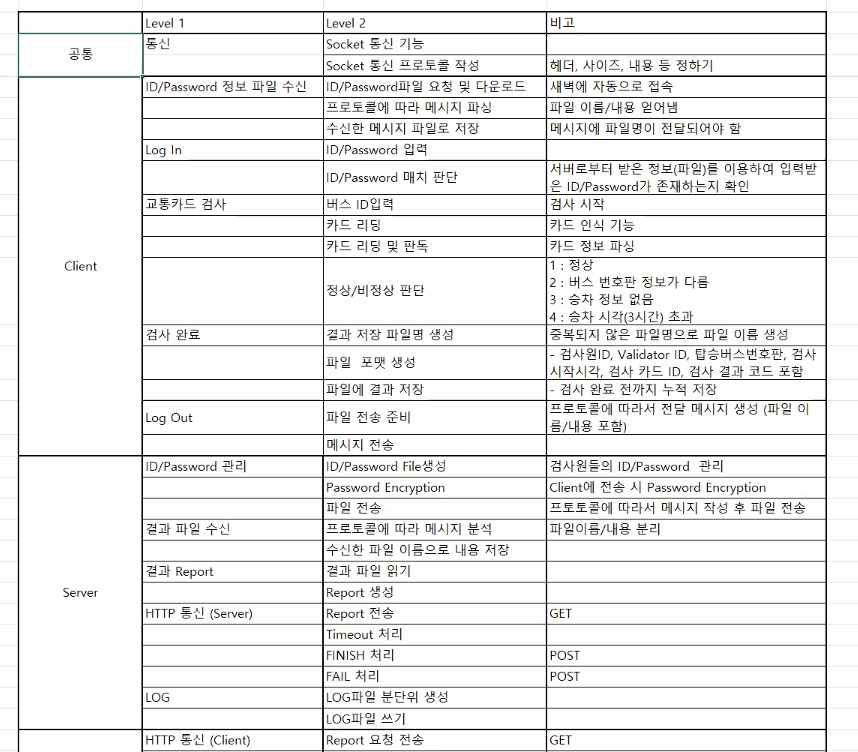 Level 1 Level 2 비고
공통 통신 Socket 통신 기능
Socket 통신 프로토콜 작성 헤더, 사이즈, 내용 등 정하기
Client ID/Password 정보 파일 수신 ID/Password파일 요청 및 다운로드 새벽에 자동으로 접속
프로토콜에 따라 메시지 파싱 파일 이름/내용 얻어냄
수신한 메시지 파일로 저장 메시지에 파일명이 전달되어야 함
Log In ID/Password 입력
ID/Password 매치 판단 서버로부터 받은 정보(파일)를 이용하여 입력받
은 ID/Password가 존재하는지 확인
교통카드 검사 버스 ID입력 검사 시작
카드 리딩 카드 인식 기능
카드 리딩 및 판독 카드 정보 파싱
정상/비정상 판단 1 : 정상
2 : 버스 번호판 정보가 다름
3 : 승차 정보 없음
4 : 승차 시각(3시간) 초과
검사 완료 결과 저장 파일명 생성 중복되지 않은 파일명으로 파일 이름 생성
파일 포맷 생성 - 검사원ID, Validator ID, 탑승버스번호판, 검사
시작시각, 검사 카드 ID, 검사 결과 코드 포함
파일에 결과 저장 - 검사 완료 전까지 누적 저장
Log Out 파일 전송 준비 프로토콜에 따라서 전달 메시지 생성 (파일 이
름/내용 포함)
메시지 전송
Server ID/Password 관리 ID/Password File생성 검사원들의 ID/Password 관리
Password Encryption Client에 전송 시 Password Encryption
파일 전송 프토토콜에 따라서 메시지 작성 후 파일 전송
결과 파일 수신 프로토콜에 따라 메시지 분석 파일이름/내용 분리
수신한 파일 이름으로 내용 저장
결과 Report 결과 파일 읽기
Report 생성
HTTP 통신 (Server) Report 전송 GET
Timeout 처리
FINISH 처리 POST
FAIL 처리 POST
LOG LOG파일 분단위 생성
LOG파일 쓰기
HTTP 통신 (Client) Report 요청 전송 GET